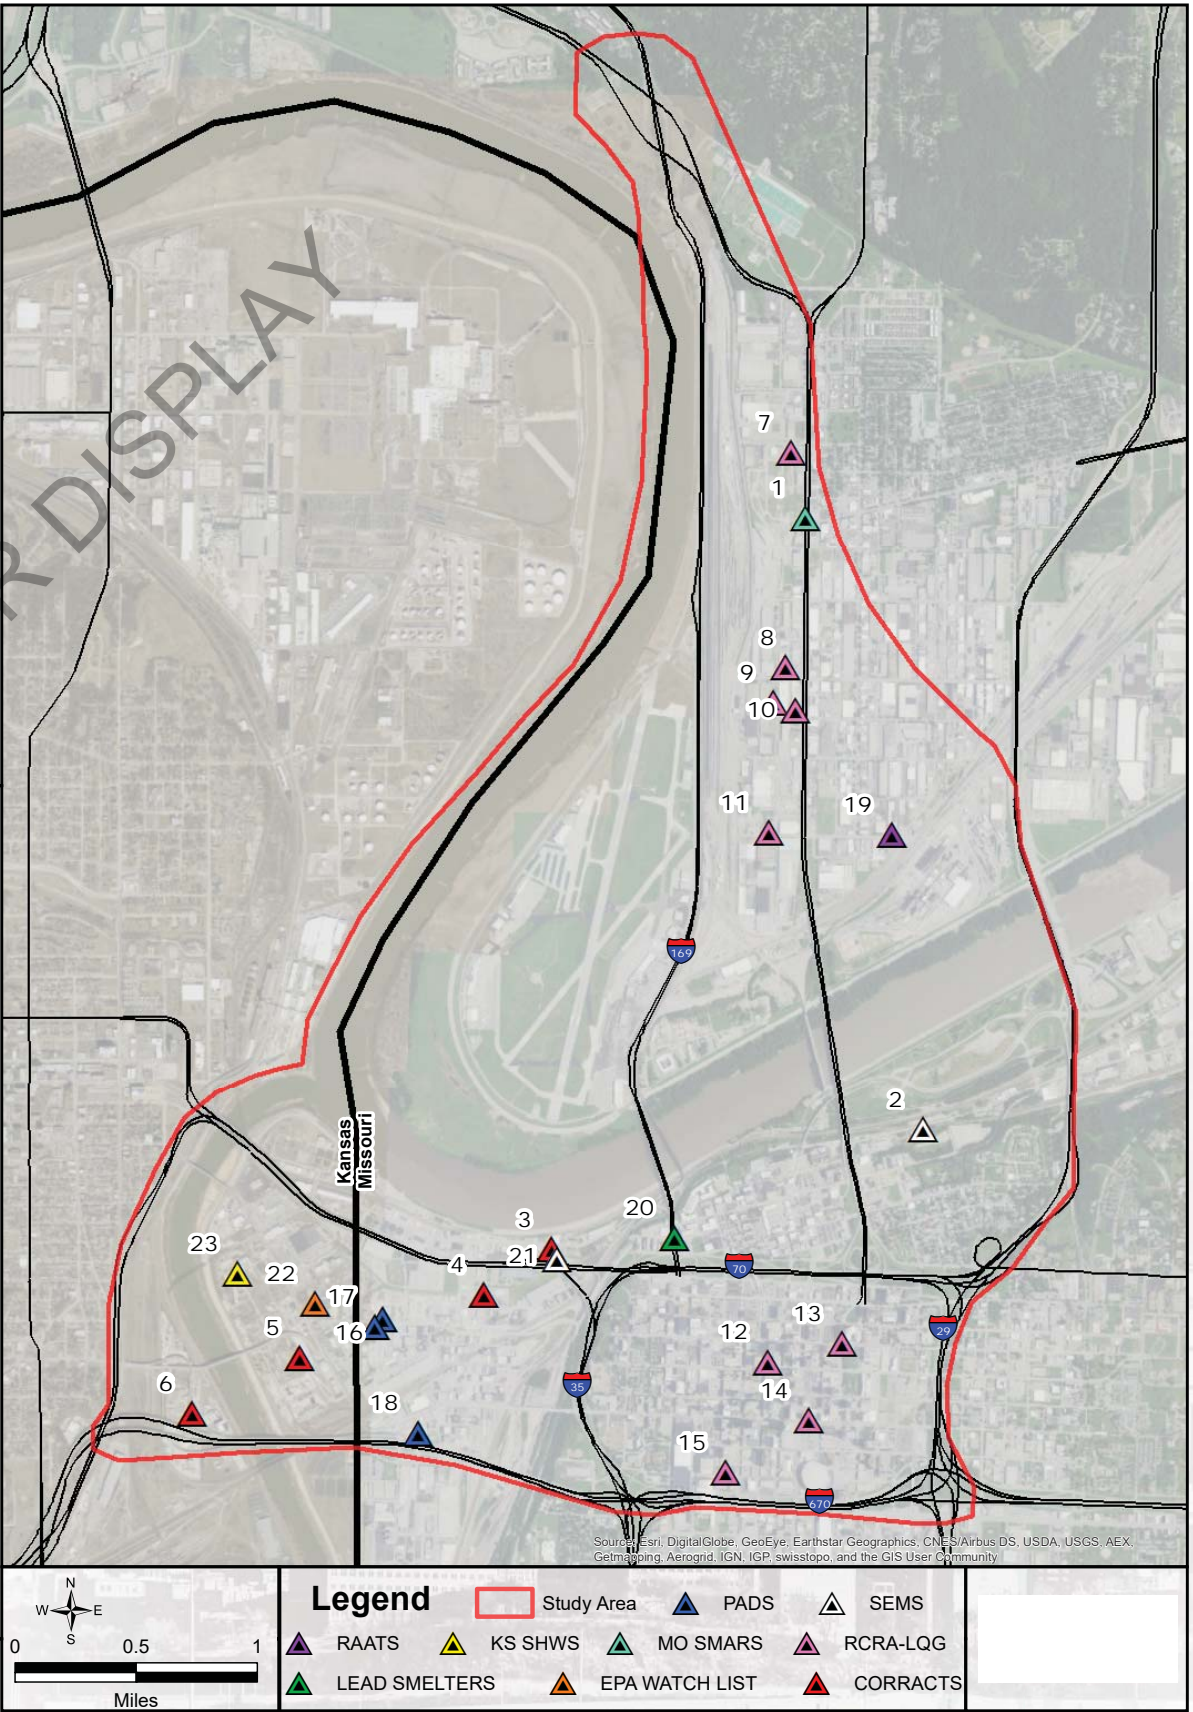 R DISPLAY
7
1
8
9
10
11
19
169
2
Kansas
Missouri
20
3
23
21
4
22
70
17
16
5
13
29
12
6
35
14
18
15
670
Source: Esri, DigitalGlobe, GeoEye, Earthstar Geographics, CNES/Airbus DS, USDA, USGS, AEX,
Getmapping, Aerogrid, IGN, IGP, swisstopo, and the GIS User Community
N
W E
S
0 0.5 1
Miles
Legend
Study Area PADS SEMS
RAATS KS SHWS MO SMARS RCRA-LQG
LEAD SMELTERS EPA WATCH LIST CORRACTS